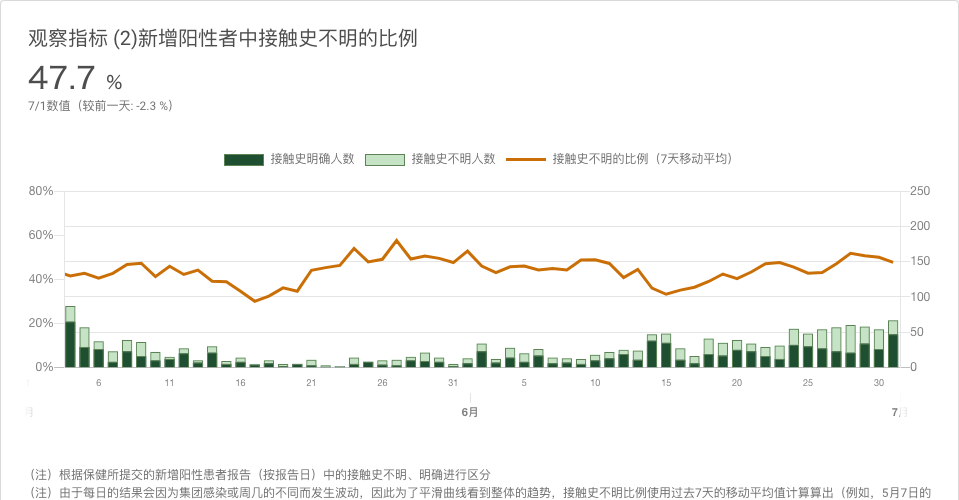 观察指标 (2)新增阳性者中接触史不明的比例
47.7 %
7/1数值（较前一天: -2.3 %）
接触史明确人数 接触史不明人数 接触史不明的比例（7天移动平均）
80% 250
200
60%
150
40%
100
20%
50
0% 0
6 11 16 21 26 31 5 10 15 20 25 30
月 6月 7月
（注）根据保健所提交的新增阳性患者报告（按报告日）中的接触史不明、明确进行区分
（注）由于每日的结果会因为集团感染或周几的不同而发生波动，因此为了平滑曲线看到整体的趋势，接触史不明比例使用过去7天的移动平均值计算算出（例如，5月7日的